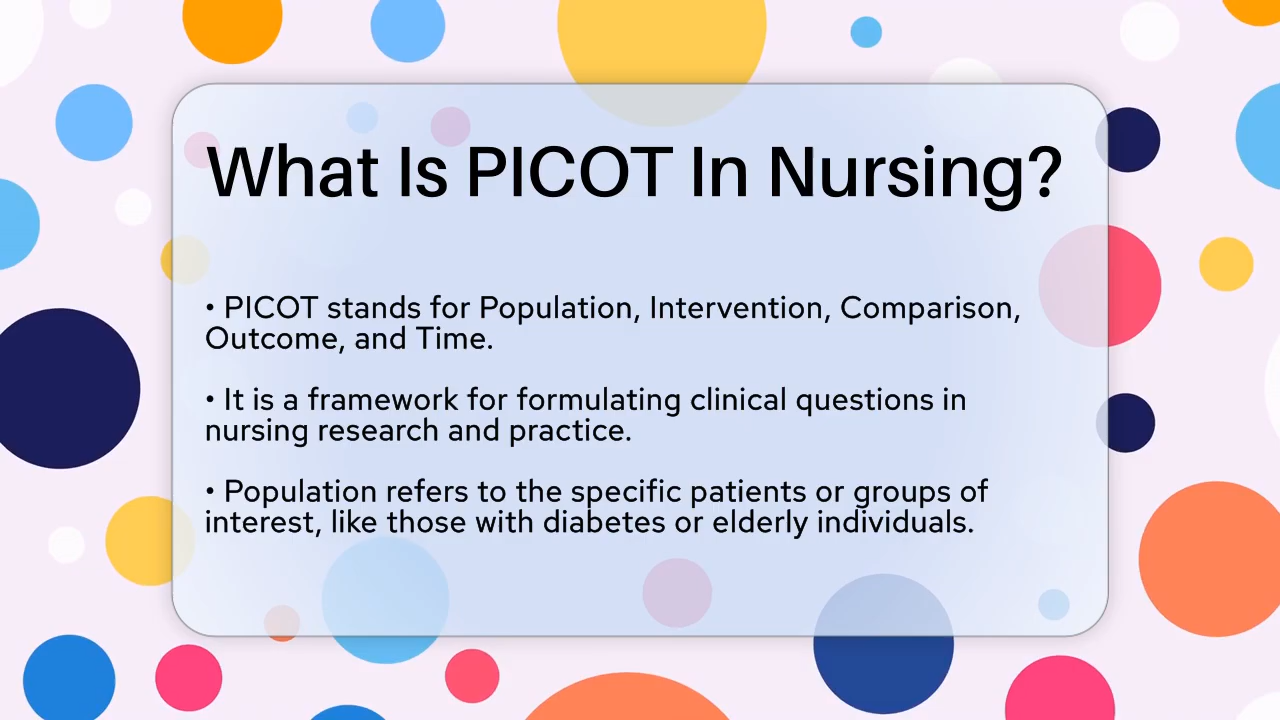 What Is PICOT In Nursing?
• PICOT stands for Population, Intervention, Comparison,
Outcome, and Time.
• It is a framework for formulating clinical questions in
nursing research and practice.
• Population refers to the specific patients or groups of
interest, like those with diabetes or elderly individuals.